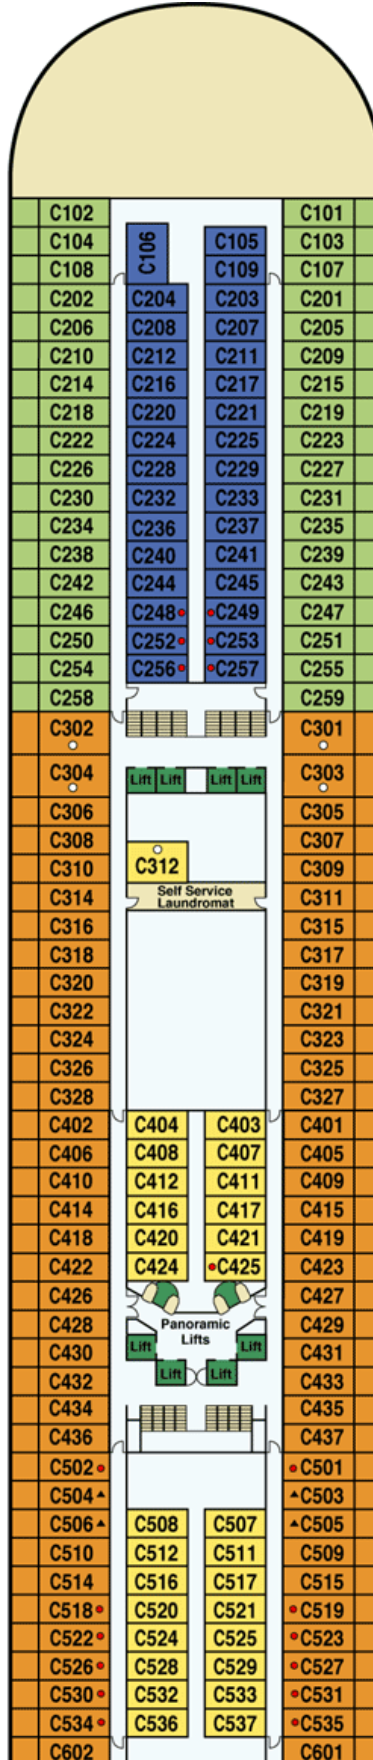 C102 C101
C104 C106 C105 C103
C108 C109 C107
C202 C204 C203 C201
C206 C208 C207 C205
C210 C212 C211 C209
C214 C216 C217 C215
C218 C220 C221 C219
C222 C224 C225 C223
C226 C228 C229 C227
C230 C232 C233 C231
C234 C236 C237 C235
C238 C240 C241 C239
C242 C244 C245 C243
C246 C248 C249 C247
C250 C252 C253 C251
C254 C256 C257 C255
C258 C259
C302 C301
C304 Lift Lift Lift Lift C303
C306 C305
C308 C307
C310 C312 C309
C314 Self Service C311
Laundromat
C316 C315
C318 C317
C320 C319
C322 C321
C324 C323
C326 C325
C328 C327
C402 C404 C403 C401
C406 C408 C407 C405
C410 C412 C411 C409
C414 C416 C417 C415
C418 C420 C421 C419
C422 C424 C425 C423
C426 C427
C428 Panoramic C429
Lifts
C430 Lift Lift C431
C432 Lift Lift C433
C434 C435
C436 C437
C502 C501
C504 C503
C506 C508 C507 C505
C510 C512 C511 C509
C514 C516 C517 C515
C518 C520 C521 C519
C522 C524 C525 C523
C526 C528 C529 C527
C530 C532 C533 C531
C534 C536 C537 C535
C602 C601